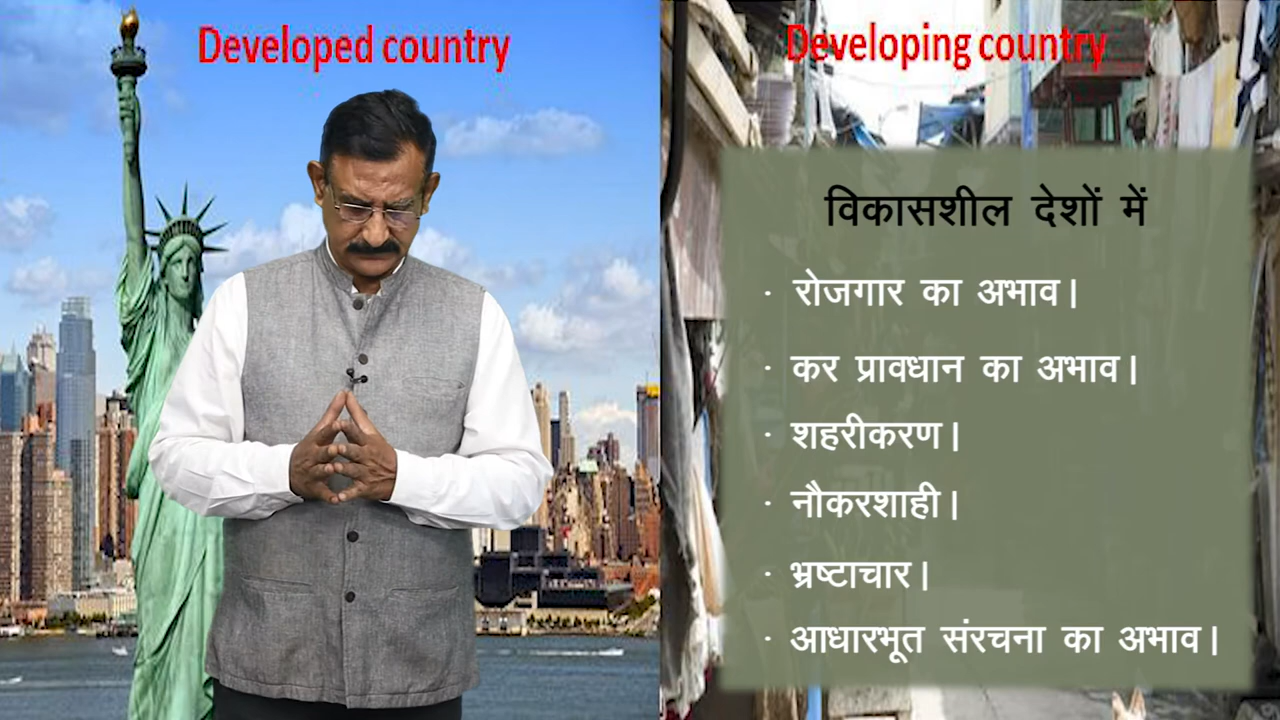 Developed country
Developing country
विकासशील देशों में
· रोजगार का अभाव।
· कर प्रावधान का अभाव।
· शहरीकरण।
· नौकरशाही।
· भ्रष्टाचार।
· आधारभूत संरचना का अभाव।